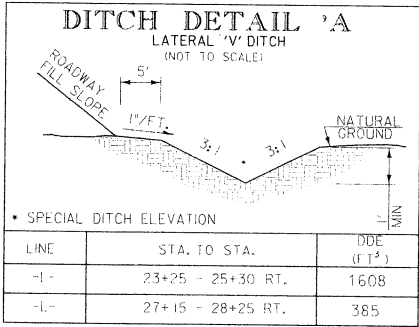 DITCH DETAIL 'A
LATERAL 'V' DITCH
(NOT TO SCALE)
ROADWAY
FILL SLOPE
5'
1"/FT.
3:1
3:1
*
NATURAL
GROUND
1'
MIN
* SPECIAL DITCH ELEVATION
LINE STA. TO STA. DDE
(FT³)
-L- 23+25 - 25+30 RT. 1608
-L- 27+15 - 28+25 RT. 385